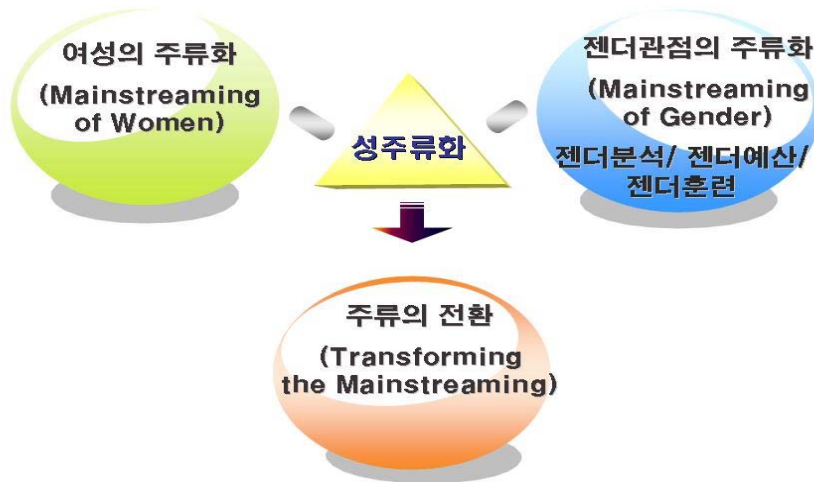 여성의 주류화
(Mainstreaming
of Women)
성주류화
젠더관점의 주류화
(Mainstreaming
of Gender)
젠더분석/ 젠더예산/
젠더훈련
주류의 전환
(Transforming
the Mainstreaming)